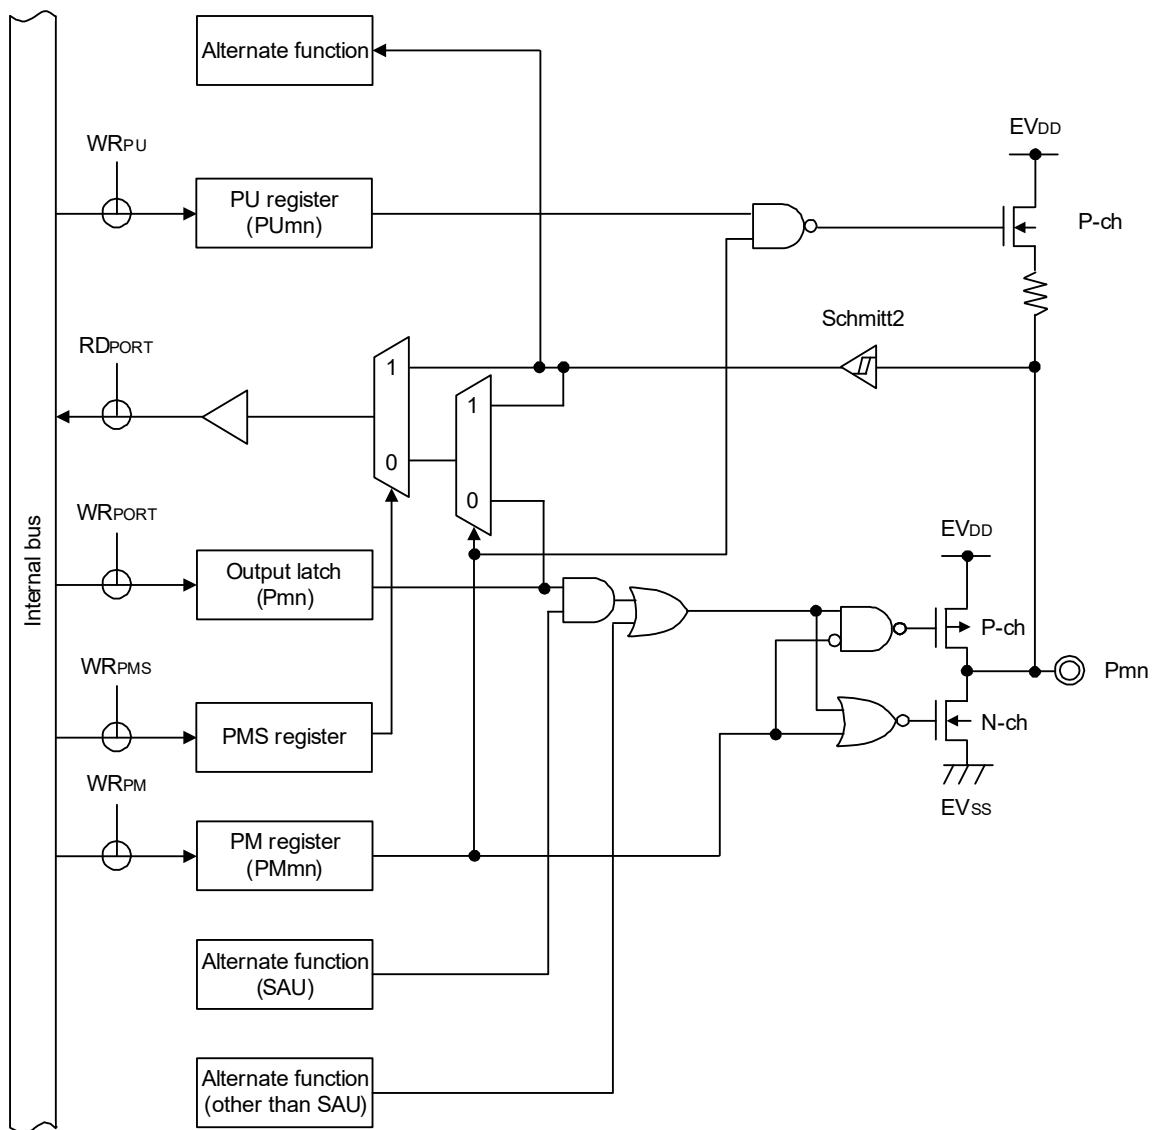 Alternate function
EVDD
WRPU
PU register
(PUmn)
P-ch
Schmitt2
RDPORT
1
1
0
0
WRPORT
EVDD
Internal bus
Output latch
(Pmn)
P-ch
WRPMS
Pmn
PMS register
N-ch
WRPM
EVSS
PM register
(PMmn)
Alternate function
(SAU)
Alternate function
(other than SAU)